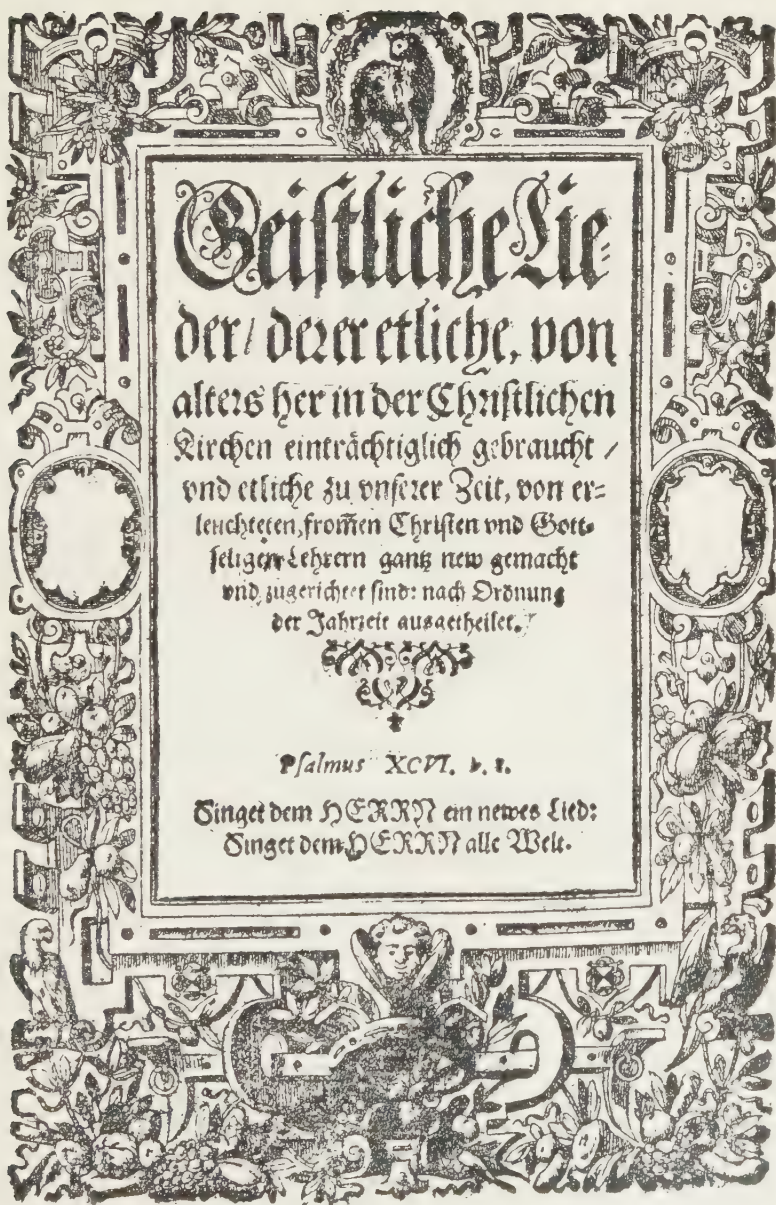 Geistliche Lie-
der/ derer etliche, von
alters her in der Christlichen
Kirchen einträchtiglich gebraucht /
vnd etliche zu vnserer Zeit, von er-
leuchteten, from̃en Christen vnd Gott-
seligen Lehrern gantz new gemacht
vnd zugerichtet sind: nach Ordnung
der Jahrzeit ausgetheilet.
Psalmus XCVI. v. 1.
Singet dem HERRN ein newes Lied:
Singet dem HERRN alle Welt.